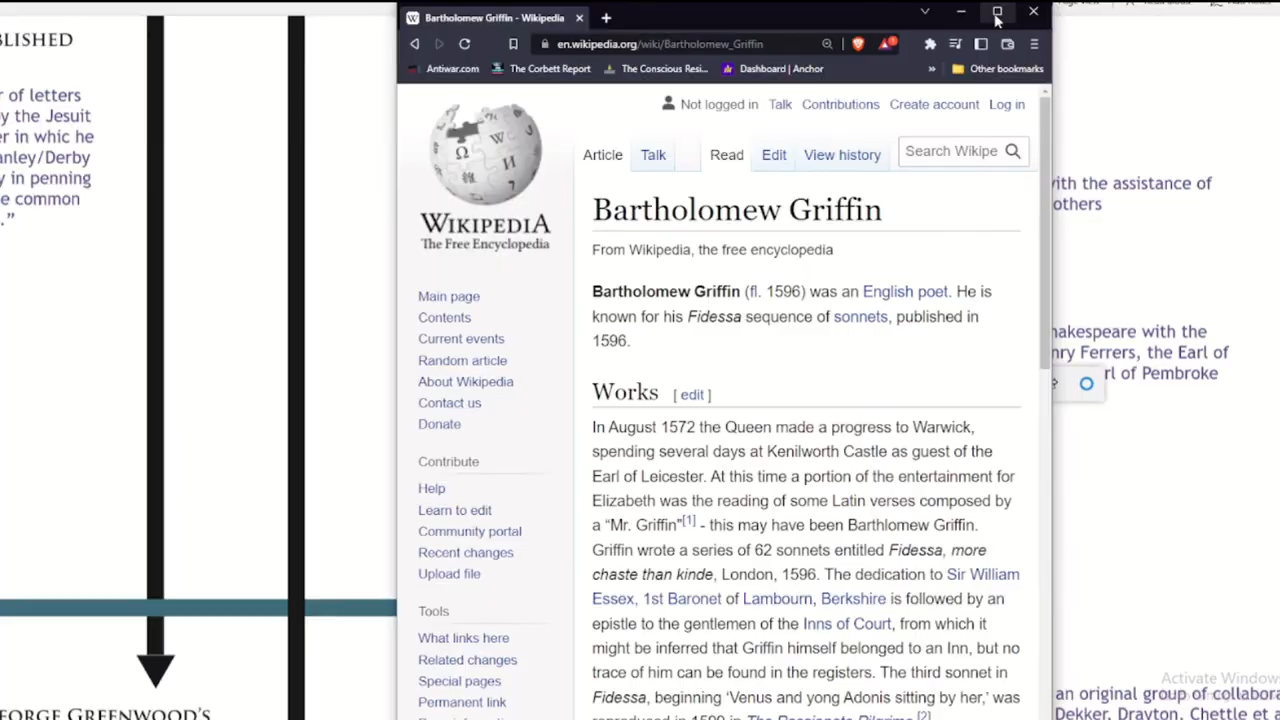 BLISHED
r of letters
by the Jesuit
er in whic he
anley/Derby
y in penning
e common
.”
EORGE GREENWOOD'S
Bartholomew Griffin - Wikipedia
en.wikipedia.org/wiki/Bartholomew_Griffin
1
Antiwar.com
The Corbett Report
The Conscious Resi...
Dashboard | Anchor
»
Other bookmarks
WIKIPEDIA
The Free Encyclopedia
Main page
Contents
Current events
Random article
About Wikipedia
Contact us
Donate
Contribute
Help
Learn to edit
Community portal
Recent changes
Upload file
Tools
What links here
Related changes
Special pages
Permanent link
Not logged in Talk Contributions Create account Log in
Article Talk Read Edit View history Search Wikipe
Bartholomew Griffin
From Wikipedia, the free encyclopedia
Bartholomew Griffin (fl. 1596) was an English poet. He is
known for his Fidessa sequence of sonnets, published in
1596.
Works [ edit ]
In August 1572 the Queen made a progress to Warwick,
spending several days at Kenilworth Castle as guest of the
Earl of Leicester. At this time a portion of the entertainment for
Elizabeth was the reading of some Latin verses composed by
a “Mr. Griffin”[1] - this may have been Barthlomew Griffin.
Griffin wrote a series of 62 sonnets entitled Fidessa, more
chaste than kinde, London, 1596. The dedication to Sir William
Essex, 1st Baronet of Lambourn, Berkshire is followed by an
epistle to the gentlemen of the Inns of Court, from which it
might be inferred that Griffin himself belonged to an Inn, but no
trace of him can be found in the registers. The third sonnet in
Fidessa, beginning ‘Venus and yong Adonis sitting by her,’ was
reproduced in 1599 in The Passionate Pilgrime.[2]
with the assistance of
others
hakespeare with the
nry Ferrers, the Earl of
rl of Pembroke
Activate Windows
an original group of collabora
Dekker, Drayton, Chettle et a